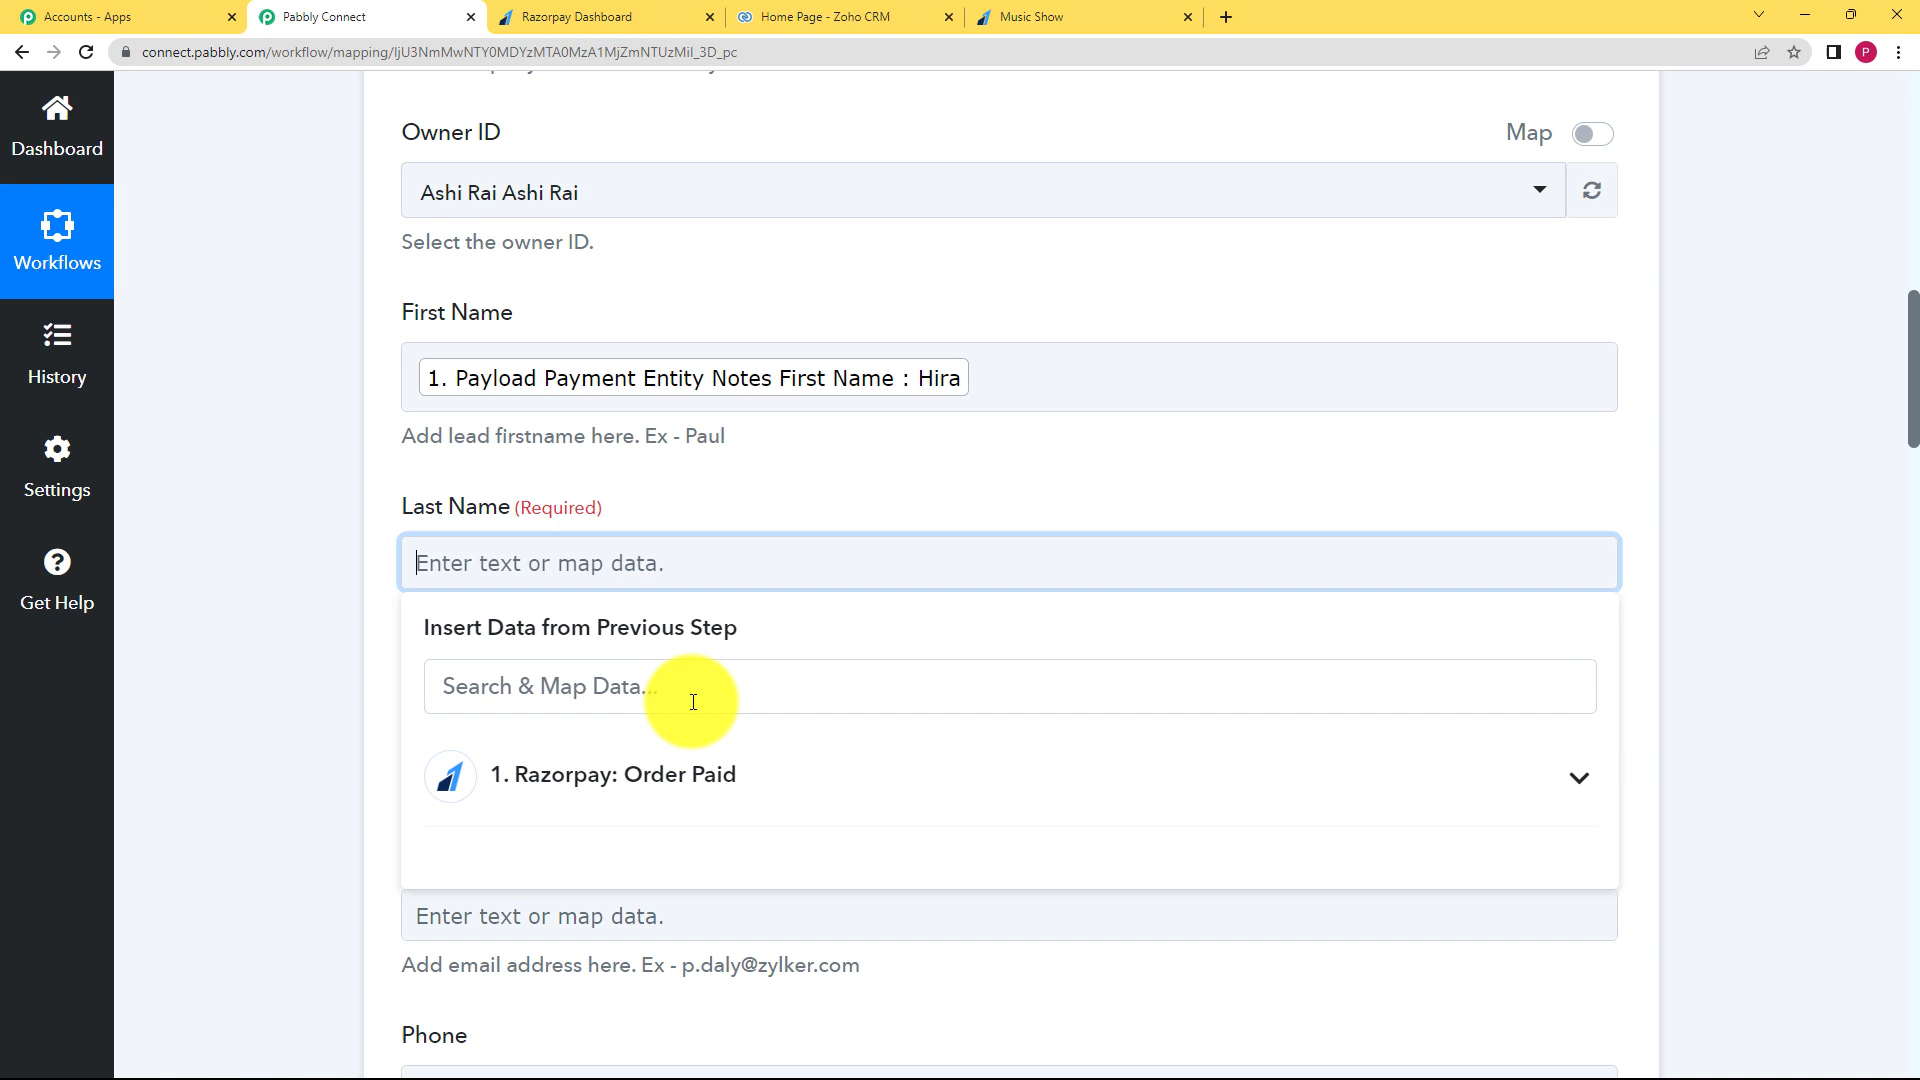 Accounts - Apps
Pabbly Connect
Razorpay Dashboard
Home Page - Zoho CRM
Music Show
connect.pabbly.com/workflow/mapping/IjU3NmMwNTY0MDYzMTA0MzA1MjZmNTUzMiI_3D_pc
P
Dashboard
Workflows
History
Settings
Get Help
Owner ID
Map
Ashi Rai Ashi Rai
Select the owner ID.
First Name
1. Payload Payment Entity Notes First Name : Hira
Add lead firstname here. Ex - Paul
Last Name (Required)
Enter text or map data.
Insert Data from Previous Step
Search & Map Data...
1. Razorpay: Order Paid
Enter text or map data.
Add email address here. Ex - p.daly@zylker.com
Phone